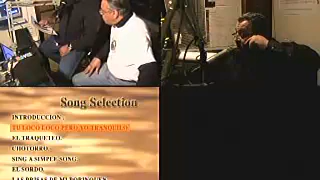 Song Selection
INTRODUCCION.
TU LOCO LOCO PERO YO TRANQUILO.
EL TRAQUETEO.
CHOTORRO.
SING A SIMPLE SONG.
EL SORDO.
LAS BRISAS DE MI BORINQUEN